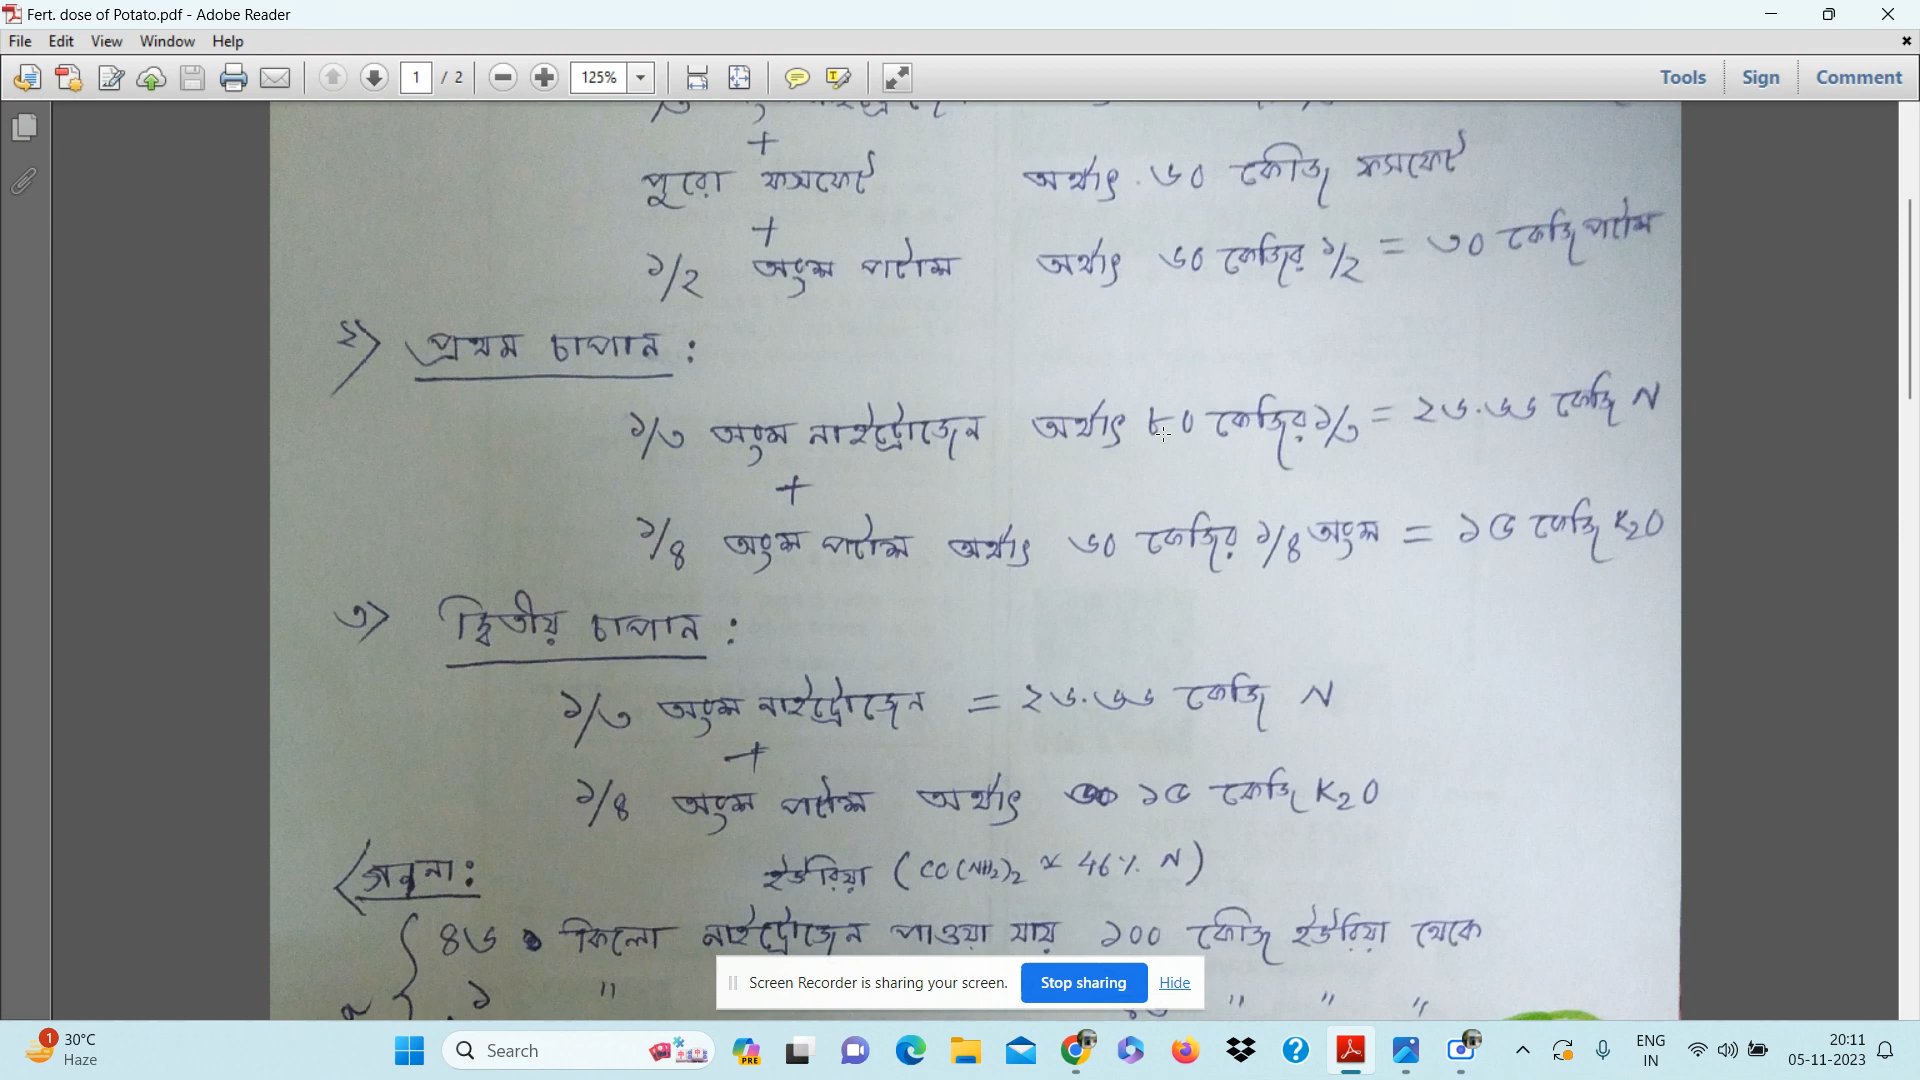 Fert. dose of Potato.pdf - Adobe Reader
File Edit View Window Help
1 / 2 125% Tools Sign Comment
+
পুরো ফসফেট অর্থাৎ ৬০ কেজি ফসফেট
+
১/২ অংশ পটাশ অর্থাৎ ৬০ কেজির ১/২ = ৩০ কেজি পটাশ
২) প্রথম চাপান :
১/৩ অংশ নাইট্রোজেন অর্থাৎ ৮০ কেজির ১/৩ = ২৬.৬৬ কেজি N
+
১/৪ অংশ পটাশ অর্থাৎ ৬০ কেজির ১/৪ অংশ = ১৫ কেজি K₂O
৩) দ্বিতীয় চাপান :
১/৩ অংশ নাইট্রোজেন = ২৬.৬৬ কেজি N
+
১/৪ অংশ পটাশ অর্থাৎ ১৫ কেজি K₂O
গননা : ইউরিয়া (CO(NH₂)₂ ≃ 46% N)
৪৬ কিলো নাইট্রোজেন পাওয়া যায় ১০০ কেজি ইউরিয়া থেকে
১ " " " "
Screen Recorder is sharing your screen. Stop sharing Hide
1 30°C
Haze
Search
PRE
ENG
IN
20:11
05-11-2023